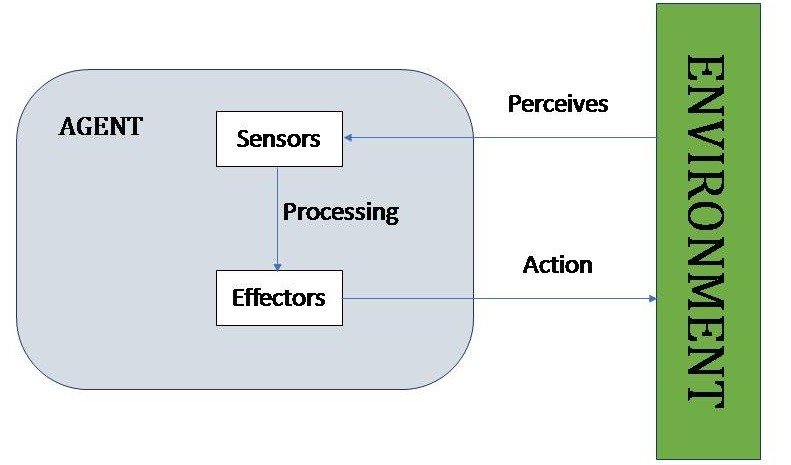 AGENT
Sensors
Perceives
Processing
Effectors
Action
ENVIRONMENT